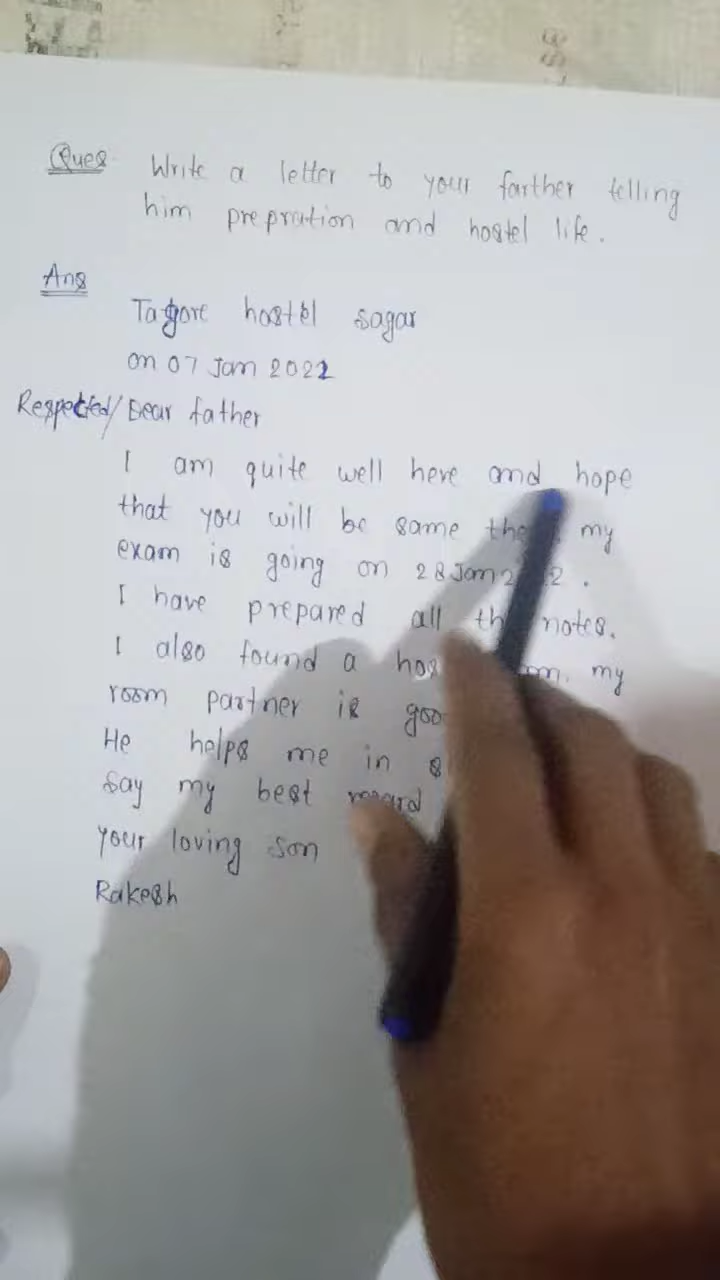 Ques Write a letter to your farther telling
him prepration and hostel life.
Ans
Tagore hostel sagar
on 07 Jan 2022
Respected/Dear father
I am quite well here and hope
that you will be same my
exam is going on 28 Jan
I have prepared all notes.
I also found a my
room partner is
He helps me in
say my best
your loving son
Rakesh